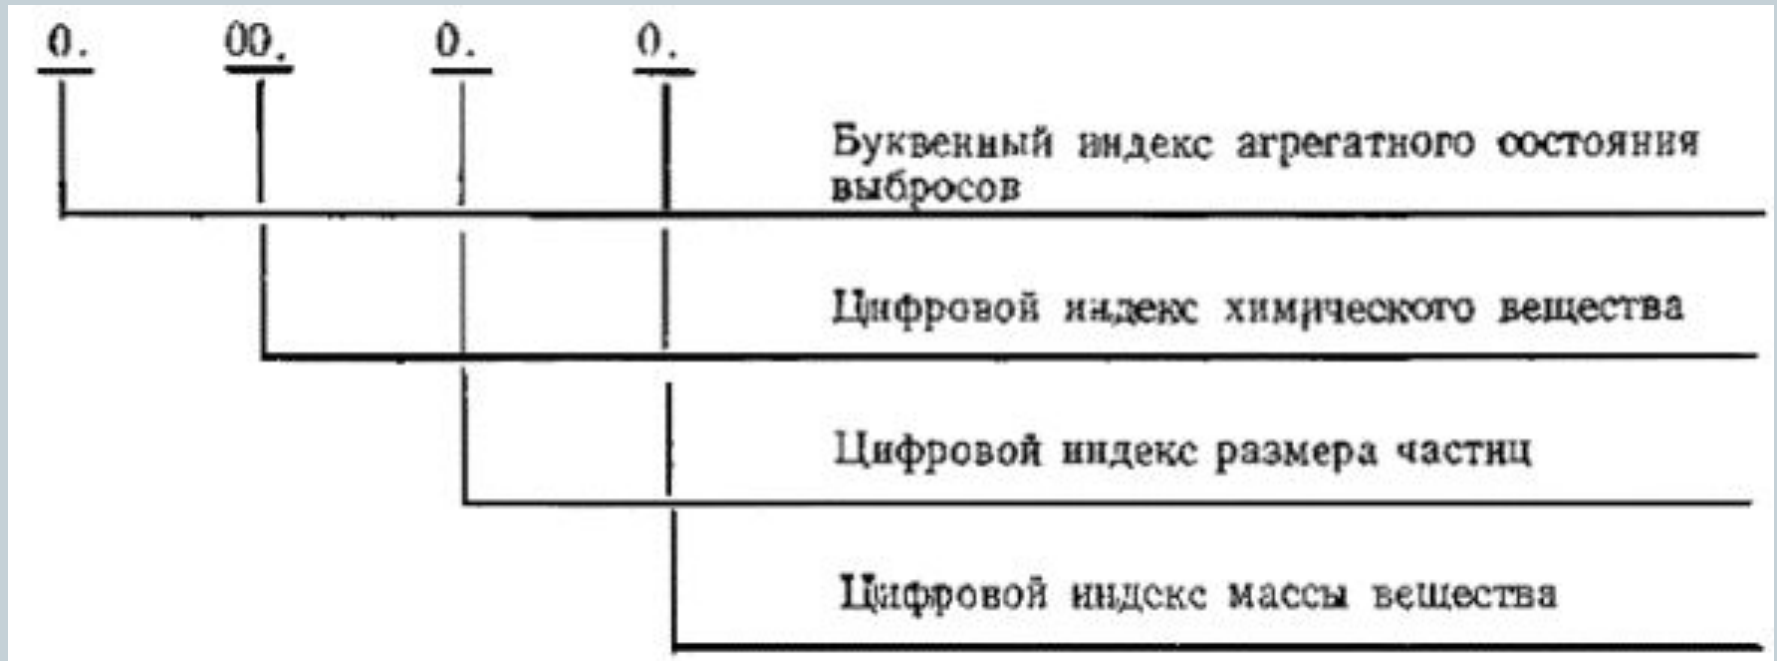 0. 00. 0. 0.
Буквенный индекс агрегатного состояния
выбросов
Цифровой индекс химического вещества
Цифровой индекс размера частиц
Цифровой индекс массы вещества